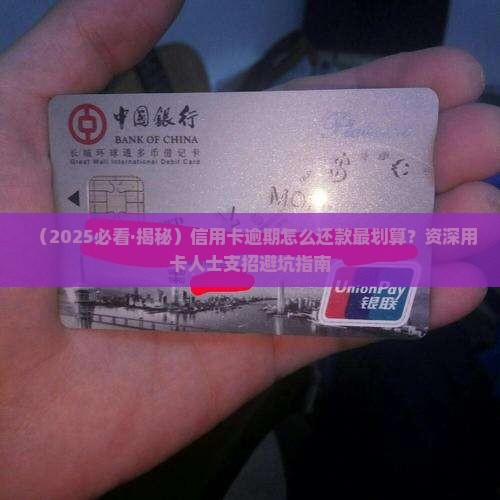 中国银行
BANK OF CHINA
长城环球通多币借记卡
Great Wall International Debit Card
（2025必看·揭秘）信用卡逾期怎么还款最划算？资深用
卡人士支招避坑指南
UnionPay
银联